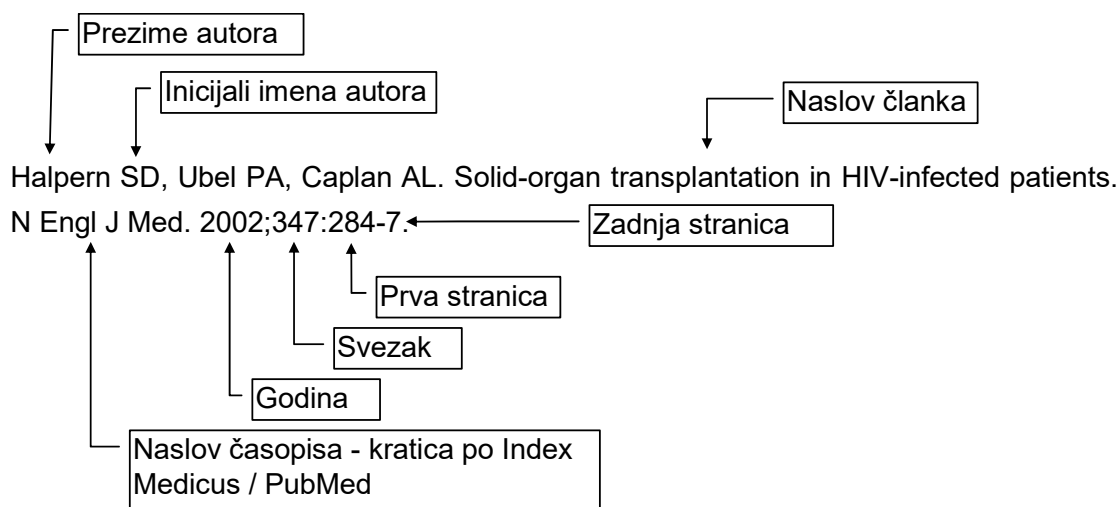 Prezime autora
Inicijali imena autora
Naslov članka
Halpern SD, Ubel PA, Caplan AL. Solid-organ transplantation in HIV-infected patients.
N Engl J Med. 2002;347:284-7.
Zadnja stranica
Prva stranica
Svezak
Godina
Naslov časopisa - kratica po Index
Medicus / PubMed